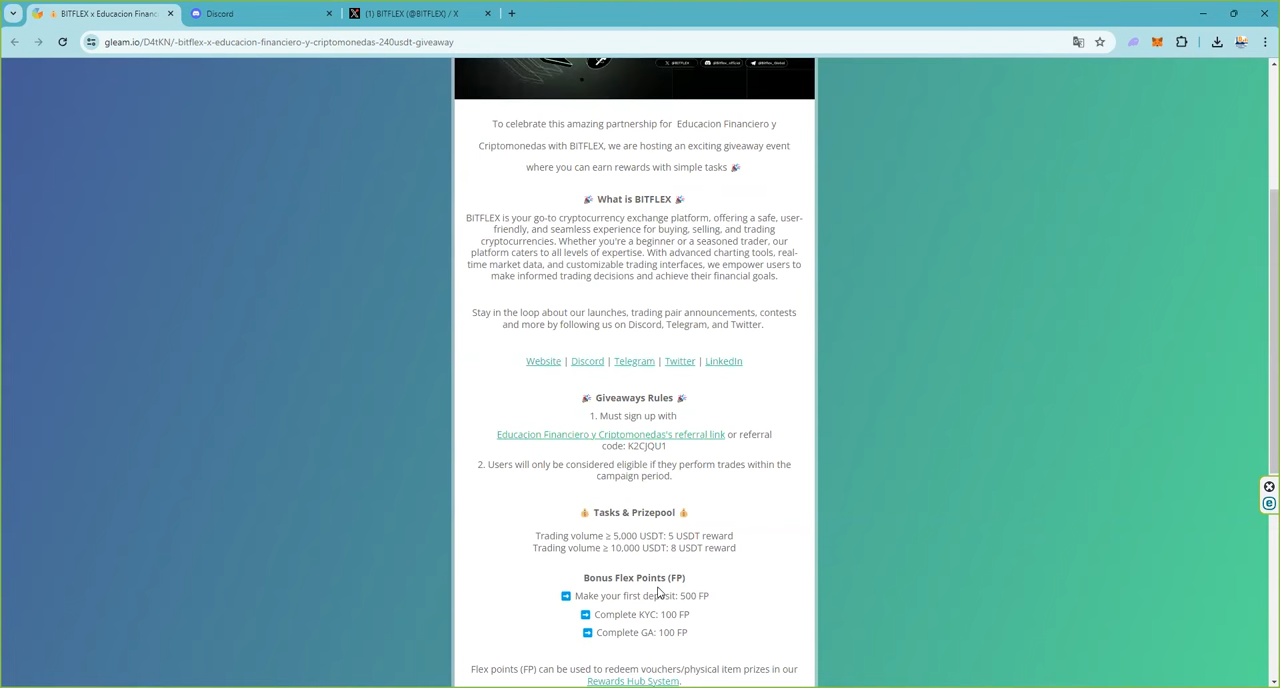 BITFLEX x Educacion Financ
Discord
(1) BITFLEX (@BITFLEX) / X
gleam.io/D4tKN/-bitflex-x-educacion-financiero-y-criptomonedas-240usdt-giveaway
@BITFLEX
@Bitflex_official
@Bitflex_Global
To celebrate this amazing partnership for Educacion Financiero y
Criptomonedas with BITFLEX, we are hosting an exciting giveaway event
where you can earn rewards with simple tasks 🎉
🎉 What is BITFLEX 🎉
BITFLEX is your go-to cryptocurrency exchange platform, offering a safe, user-
friendly, and seamless experience for buying, selling, and trading
cryptocurrencies. Whether you're a beginner or a seasoned trader, our
platform caters to all levels of expertise. With advanced charting tools, real-
time market data, and customizable trading interfaces, we empower users to
make informed trading decisions and achieve their financial goals.
Stay in the loop about our launches, trading pair announcements, contests
and more by following us on Discord, Telegram, and Twitter.
Website | Discord | Telegram | Twitter | LinkedIn
🎉 Giveaways Rules 🎉
1. Must sign up with
Educacion Financiero y Criptomonedas's referral link or referral
code: K2CJQU1
2. Users will only be considered eligible if they perform trades within the
campaign period.
💰 Tasks & Prizepool 💰
Trading volume ≥ 5,000 USDT: 5 USDT reward
Trading volume ≥ 10,000 USDT: 8 USDT reward
Bonus Flex Points (FP)
➡️ Make your first deposit: 500 FP
➡️ Complete KYC: 100 FP
➡️ Complete GA: 100 FP
Flex points (FP) can be used to redeem vouchers/physical item prizes in our
Rewards Hub System.